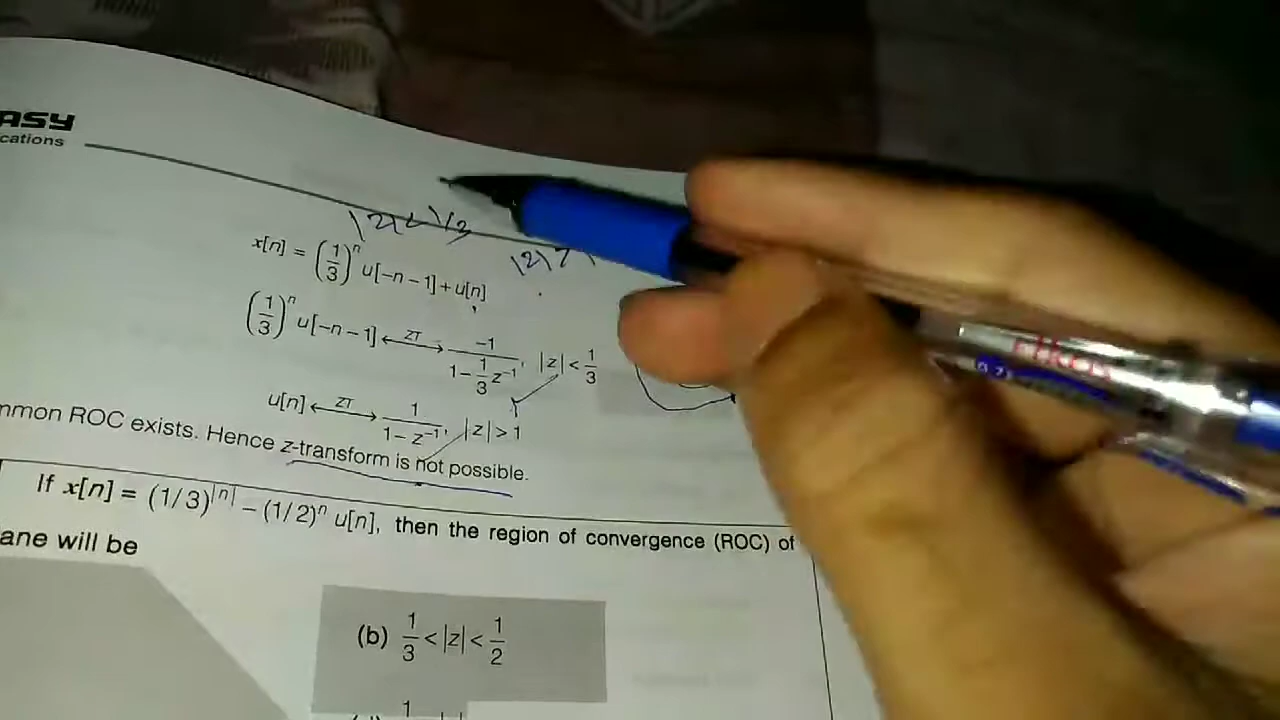 ASY
cations
|z|< 1/3
|z|>
x[n] = (1/3)^n u[-n-1]+u[n]
(1/3)^n u[-n-1] ⟷ZT -1/(1-1/3 z^-1), |z|<1/3
u[n] ⟷ZT 1/(1-z^-1), |z|>1
mmon ROC exists. Hence z-transform is not possible.
If x[n] = (1/3)^|n| – (1/2)^n u[n], then the region of convergence (ROC) of
ane will be
(b) 1/3 < |z| < 1/2
1